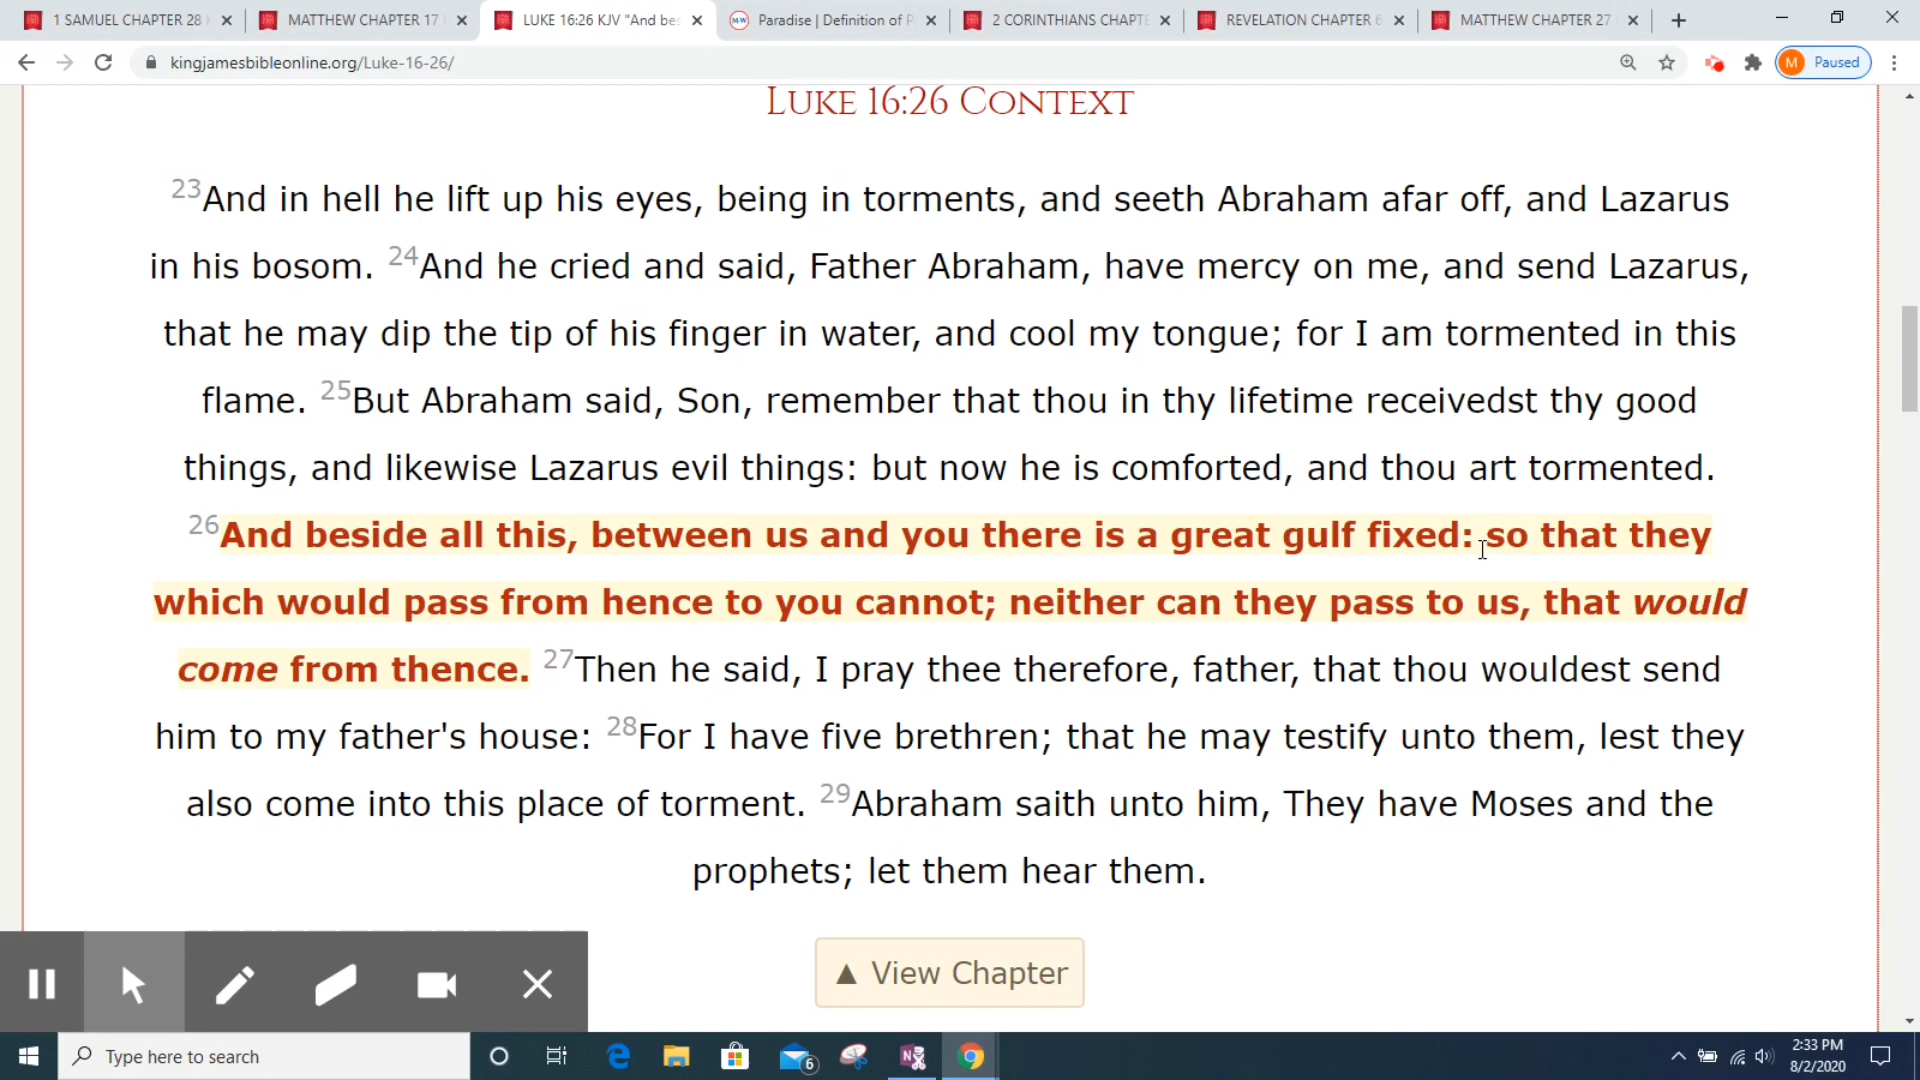 1 SAMUEL CHAPTER 28
MATTHEW CHAPTER 17
LUKE 16:26 KJV "And bes
Paradise | Definition of P
2 CORINTHIANS CHAPTE
REVELATION CHAPTER 6
MATTHEW CHAPTER 27
kingjamesbibleonline.org/Luke-16-26/
M Paused
LUKE 16:26 CONTEXT
23And in hell he lift up his eyes, being in torments, and seeth Abraham afar off, and Lazarus
in his bosom. 24And he cried and said, Father Abraham, have mercy on me, and send Lazarus,
that he may dip the tip of his finger in water, and cool my tongue; for I am tormented in this
flame. 25But Abraham said, Son, remember that thou in thy lifetime receivedst thy good
things, and likewise Lazarus evil things: but now he is comforted, and thou art tormented.
26And beside all this, between us and you there is a great gulf fixed: so that they
which would pass from hence to you cannot; neither can they pass to us, that would
come from thence. 27Then he said, I pray thee therefore, father, that thou wouldest send
him to my father's house: 28For I have five brethren; that he may testify unto them, lest they
also come into this place of torment. 29Abraham saith unto him, They have Moses and the
prophets; let them hear them.
▲ View Chapter
Type here to search
6
N
2:33 PM
8/2/2020